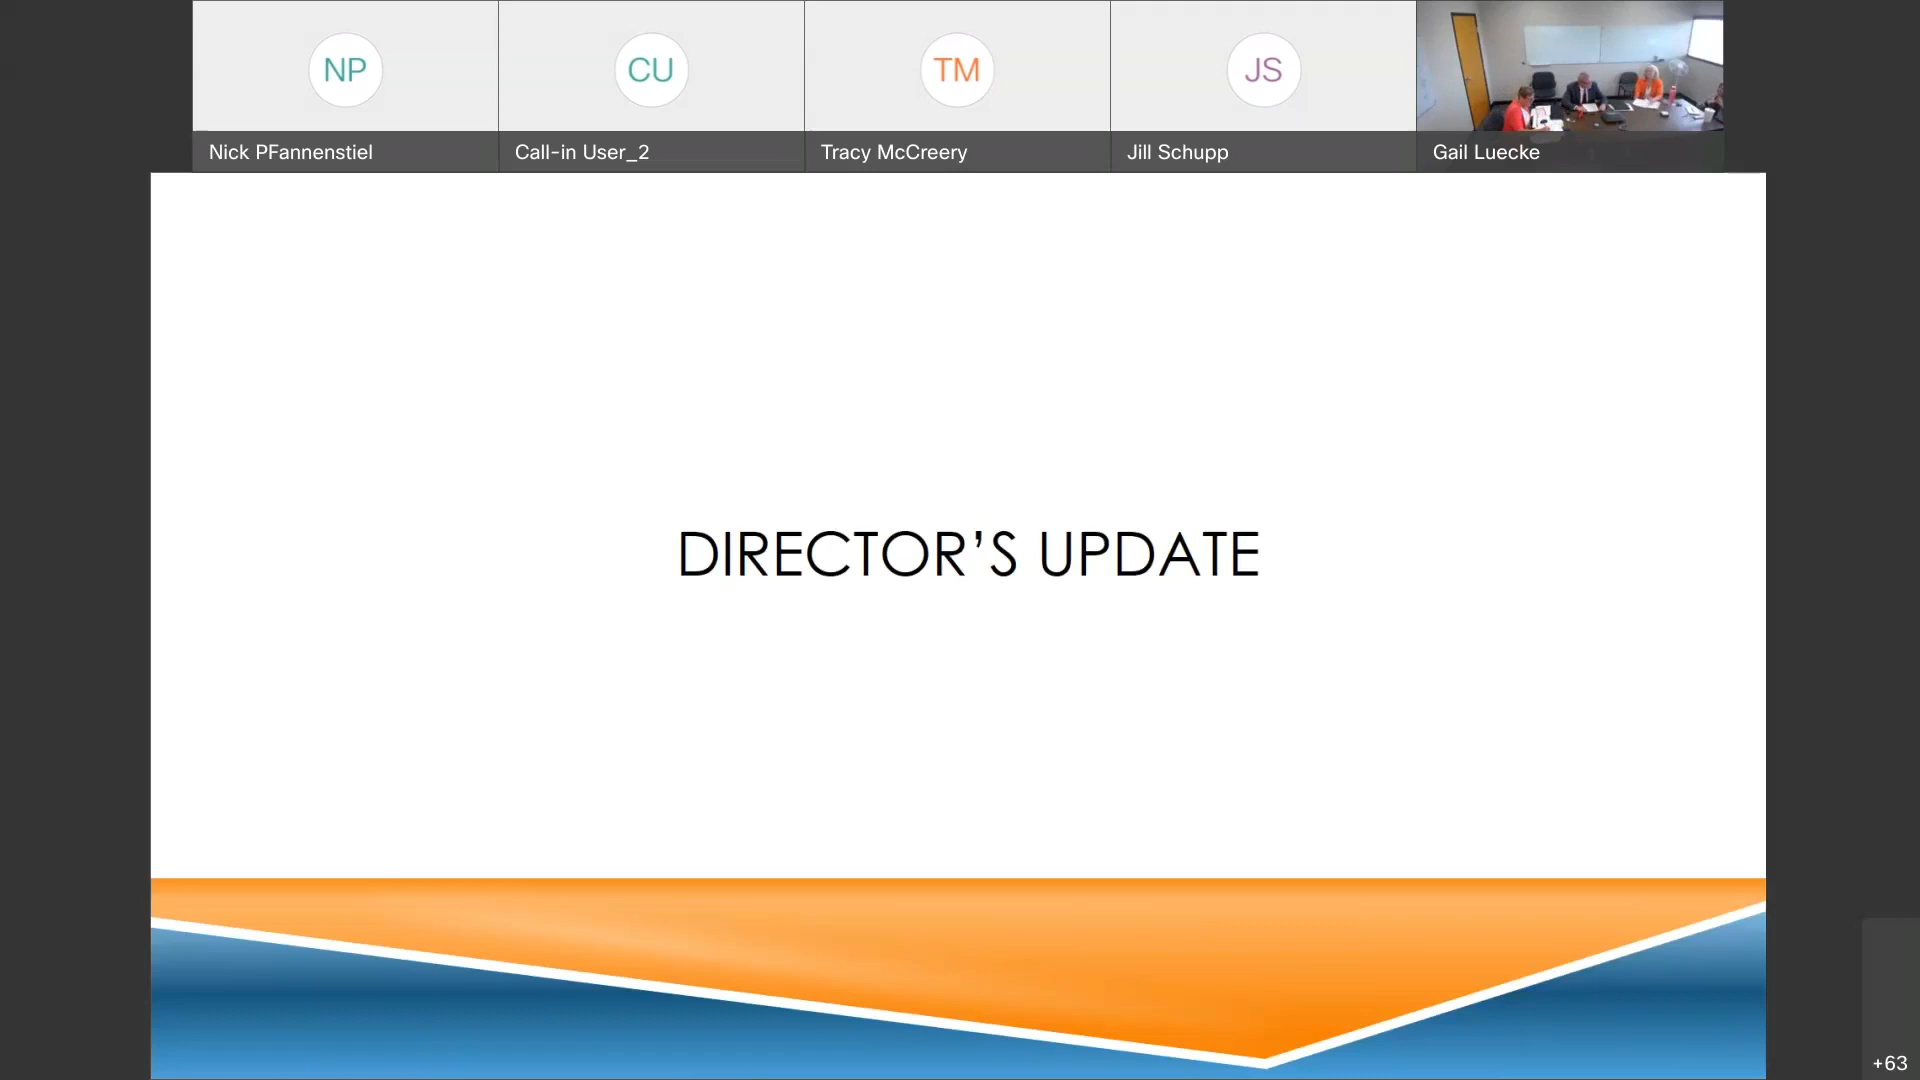 NP
CU
TM
JS
Nick PFannenstiel
Call-in User_2
Tracy McCreery
Jill Schupp
Gail Luecke
DIRECTOR’S UPDATE
+63